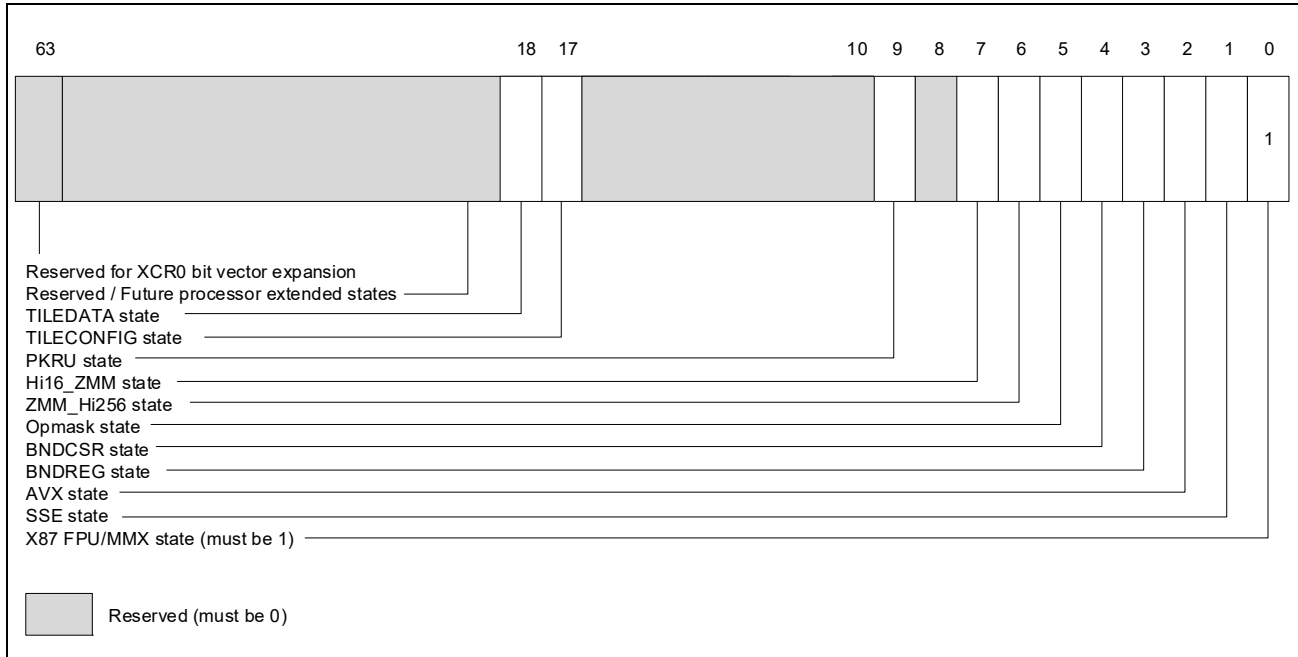 63 18 17 10 9 8 7 6 5 4 3 2 1 0
1
Reserved for XCR0 bit vector expansion
Reserved / Future processor extended states
TILEDATA state
TILECONFIG state
PKRU state
Hi16_ZMM state
ZMM_Hi256 state
Opmask state
BNDCSR state
BNDREG state
AVX state
SSE state
X87 FPU/MMX state (must be 1)
Reserved (must be 0)